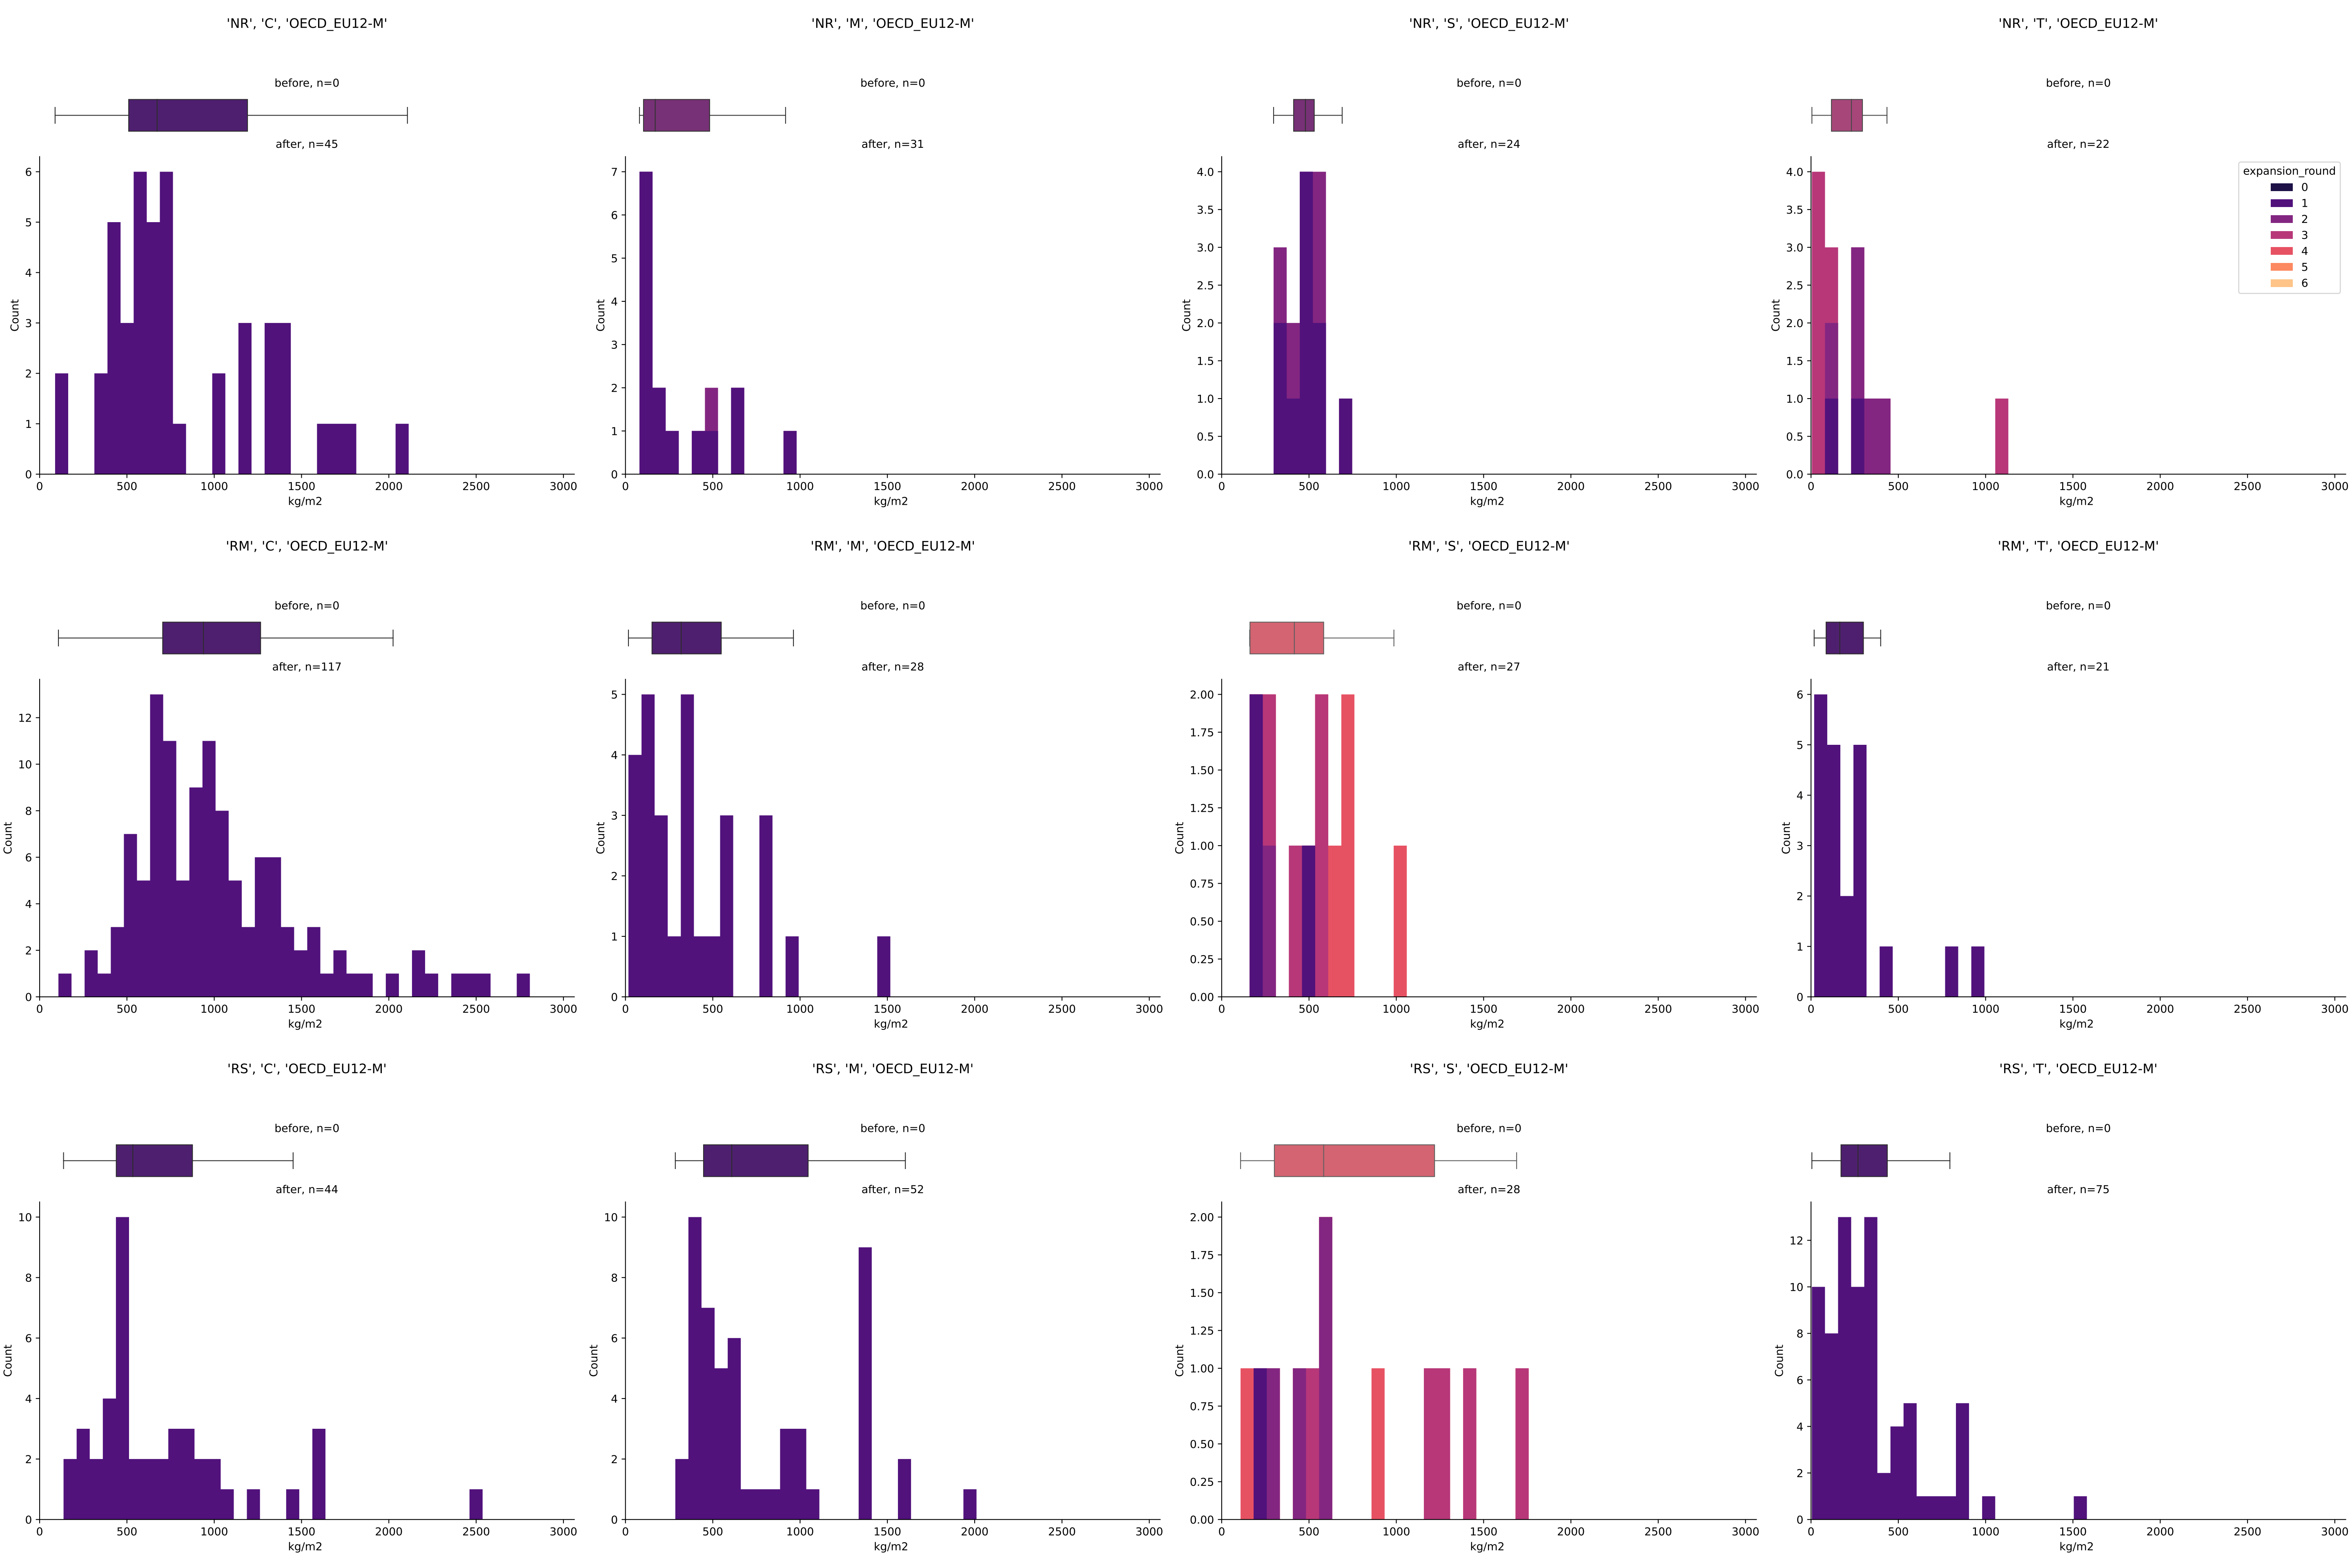 'NR', 'C', 'OECD_EU12-M'
before, n=0
after, n=45
6
5
4
3
2
1
0
Count
0 500 1000 1500 2000 2500 3000
kg/m2
'NR', 'M', 'OECD_EU12-M'
before, n=0
after, n=31
7
6
5
4
3
2
1
0
Count
0 500 1000 1500 2000 2500 3000
kg/m2
'NR', 'S', 'OECD_EU12-M'
before, n=0
after, n=24
4.0
3.5
3.0
2.5
2.0
1.5
1.0
0.5
0.0
Count
0 500 1000 1500 2000 2500 3000
kg/m2
'NR', 'T', 'OECD_EU12-M'
before, n=0
after, n=22
4.0
3.5
3.0
2.5
2.0
1.5
1.0
0.5
0.0
Count
0 500 1000 1500 2000 2500 3000
kg/m2
expansion_round
0
1
2
3
4
5
6
'RM', 'C', 'OECD_EU12-M'
before, n=0
after, n=117
12
10
8
6
4
2
0
Count
0 500 1000 1500 2000 2500 3000
kg/m2
'RM', 'M', 'OECD_EU12-M'
before, n=0
after, n=28
5
4
3
2
1
0
Count
0 500 1000 1500 2000 2500 3000
kg/m2
'RM', 'S', 'OECD_EU12-M'
before, n=0
after, n=27
2.00
1.75
1.50
1.25
1.00
0.75
0.50
0.25
0.00
Count
0 500 1000 1500 2000 2500 3000
kg/m2
'RM', 'T', 'OECD_EU12-M'
before, n=0
after, n=21
6
5
4
3
2
1
0
Count
0 500 1000 1500 2000 2500 3000
kg/m2
'RS', 'C', 'OECD_EU12-M'
before, n=0
after, n=44
10
8
6
4
2
0
Count
0 500 1000 1500 2000 2500 3000
kg/m2
'RS', 'M', 'OECD_EU12-M'
before, n=0
after, n=52
10
8
6
4
2
0
Count
0 500 1000 1500 2000 2500 3000
kg/m2
'RS', 'S', 'OECD_EU12-M'
before, n=0
after, n=28
2.00
1.75
1.50
1.25
1.00
0.75
0.50
0.25
0.00
Count
0 500 1000 1500 2000 2500 3000
kg/m2
'RS', 'T', 'OECD_EU12-M'
before, n=0
after, n=75
12
10
8
6
4
2
0
Count
0 500 1000 1500 2000 2500 3000
kg/m2